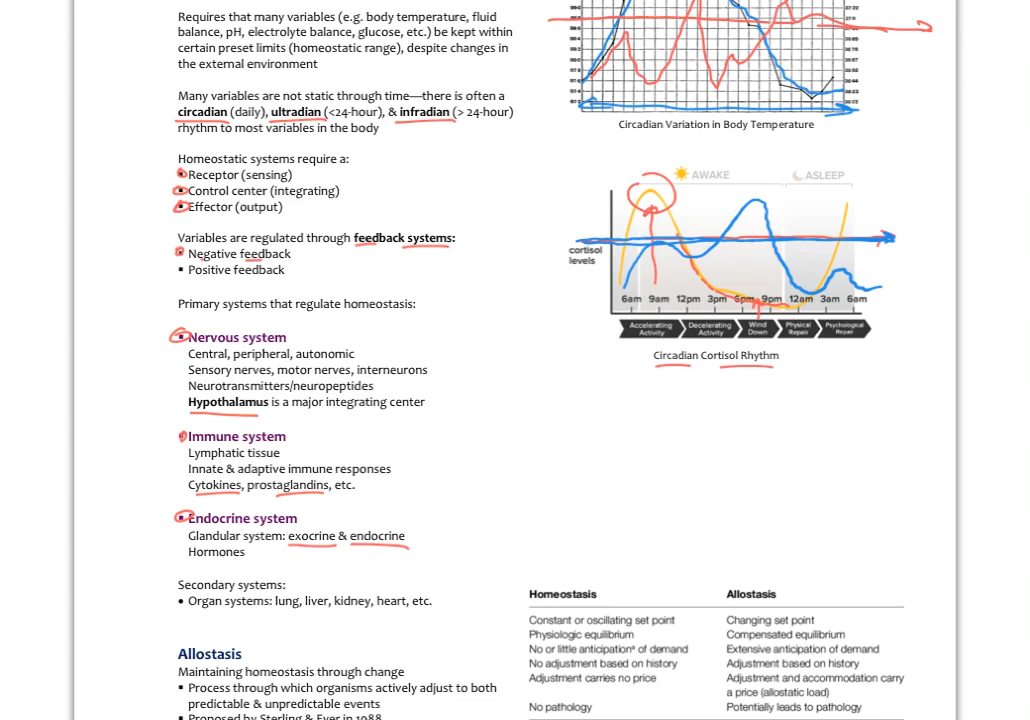 Requires that many variables (e.g. body temperature, fluid
balance, pH, electrolyte balance, glucose, etc.) be kept within
certain preset limits (homeostatic range), despite changes in
the external environment
Many variables are not static through time—there is often a
circadian (daily), ultradian (<24-hour), & infradian (> 24-hour)
rhythm to most variables in the body
Homeostatic systems require a:
▪ Receptor (sensing)
▪ Control center (integrating)
▪ Effector (output)
Variables are regulated through feedback systems:
▪ Negative feedback
▪ Positive feedback
Primary systems that regulate homeostasis:
▪ Nervous system
Central, peripheral, autonomic
Sensory nerves, motor nerves, interneurons
Neurotransmitters/neuropeptides
Hypothalamus is a major integrating center
▪ Immune system
Lymphatic tissue
Innate & adaptive immune responses
Cytokines, prostaglandins, etc.
▪ Endocrine system
Glandular system: exocrine & endocrine
Hormones
Secondary systems:
• Organ systems: lung, liver, kidney, heart, etc.
Allostasis
Maintaining homeostasis through change
▪ Process through which organisms actively adjust to both
predictable & unpredictable events
▪ Proposed by Sterling & Eyer in 1988
Circadian Variation in Body Temperature
AWAKE ASLEEP
cortisol
levels
6am 9am 12pm 3pm 6pm 9pm 12am 3am 6am
Accelerating
Activity
Decelerating
Activity
Wind
Down
Physical
Repair
Psychological
Repair
Circadian Cortisol Rhythm
Homeostasis Allostasis
Constant or oscillating set point Changing set point
Physiologic equilibrium Compensated equilibrium
No or little anticipationᵃ of demand Extensive anticipation of demand
No adjustment based on history Adjustment based on history
Adjustment carries no price Adjustment and accommodation carry
a price (allostatic load)
No pathology Potentially leads to pathology